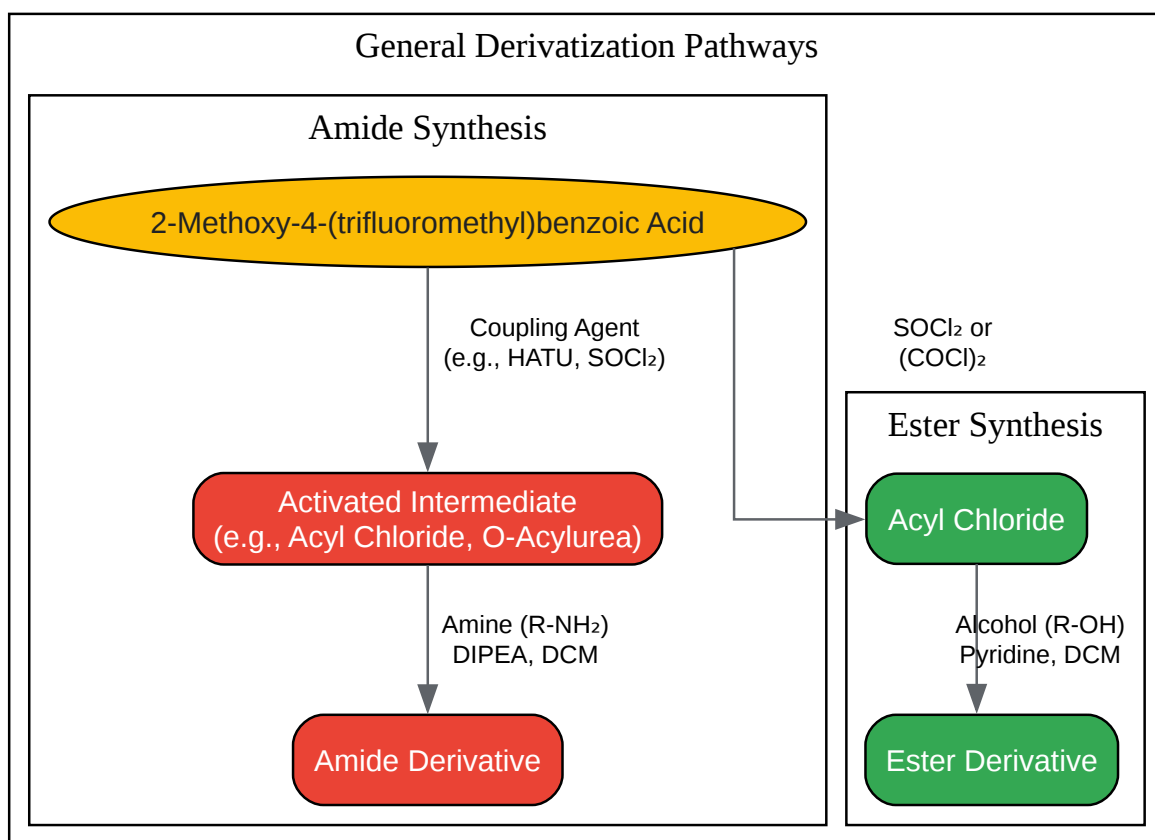 General Derivatization Pathways
Amide Synthesis
2-Methoxy-4-(trifluoromethyl)benzoic Acid
Coupling Agent
(e.g., HATU, SOCl₂)
SOCl₂ or
(COCl)₂
Ester Synthesis
Activated Intermediate
(e.g., Acyl Chloride, O-Acylurea)
Acyl Chloride
Amine (R-NH₂)
DIPEA, DCM
Alcohol (R-OH)
Pyridine, DCM
Amide Derivative
Ester Derivative